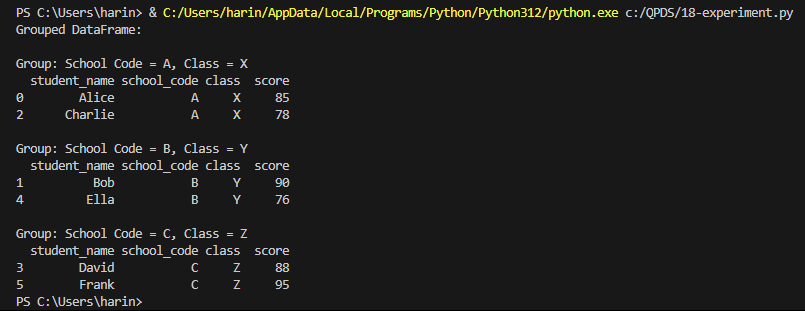 PS C:\Users\harin> & C:/Users/harin/AppData/Local/Programs/Python/Python312/python.exe c:/QPDS/18-experiment.py
Grouped DataFrame:

Group: School Code = A, Class = X
  student_name school_code class  score
0        Alice           A     X     85
2      Charlie           A     X     78

Group: School Code = B, Class = Y
  student_name school_code class  score
1          Bob           B     Y     90
4         Ella           B     Y     76

Group: School Code = C, Class = Z
  student_name school_code class  score
3        David           C     Z     88
5        Frank           C     Z     95
PS C:\Users\harin>